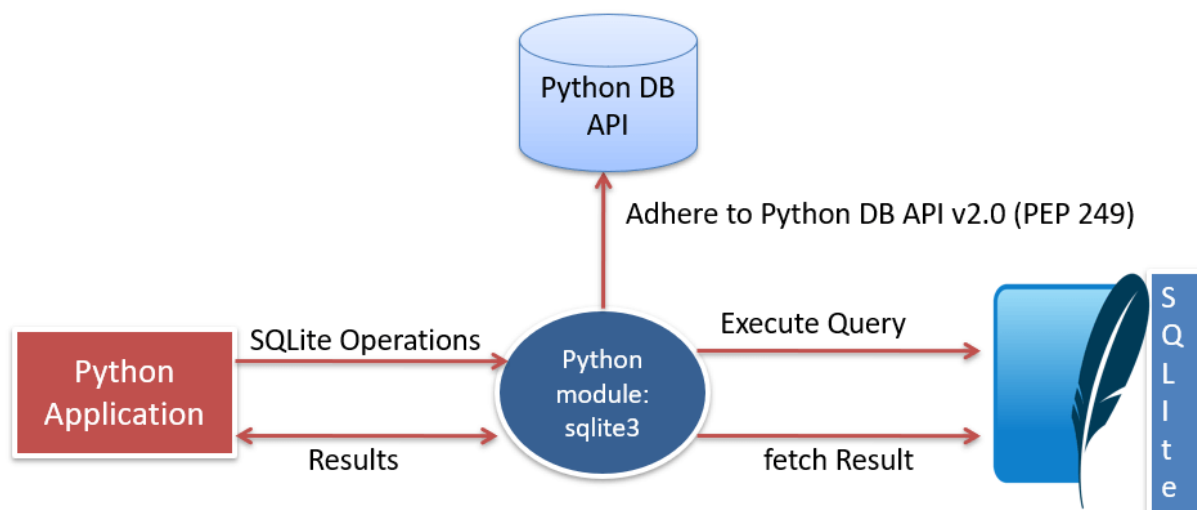 Python DB
API
Adhere to Python DB API v2.0 (PEP 249)
SQLite Operations
Execute Query
Python
Application
Python
module:
sqlite3
Results
fetch Result
S
Q
L
I
t
e